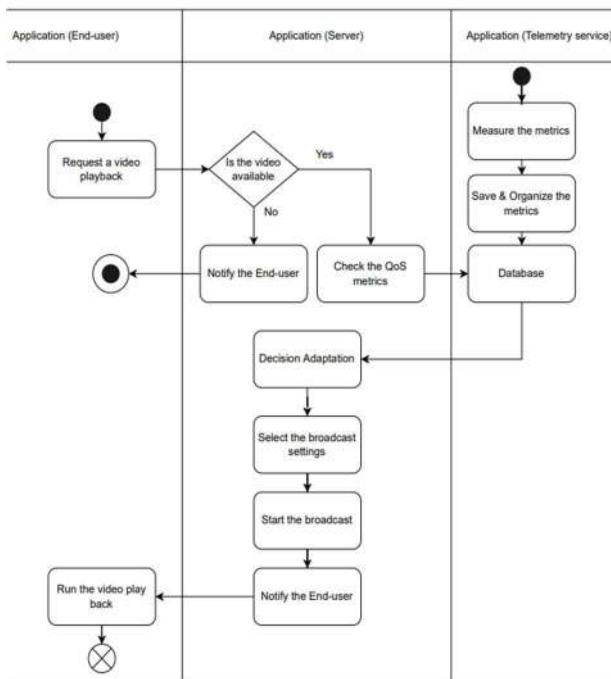 Application (End-user)
Application (Server)
Application (Telemetry service)
Measure the metrics
Request a video
playback
Is the video
available
Yes
No
Save & Organize the
metrics
Notify the End-user
Check the QoS
metrics
Database
Decision Adaptation
Select the broadcast
settings
Start the broadcast
Run the video play
back
Notify the End-user